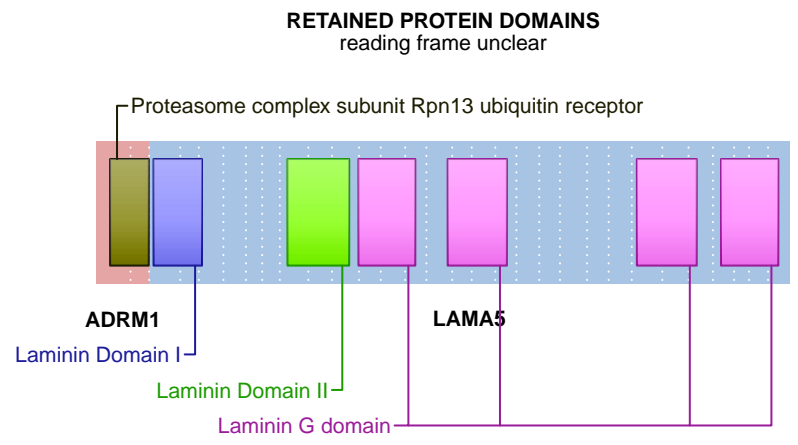 RETAINED PROTEIN DOMAINS
reading frame unclear
Proteasome complex subunit Rpn13 ubiquitin receptor
ADRM1
LAMA5
Laminin Domain I
Laminin Domain II
Laminin G domain